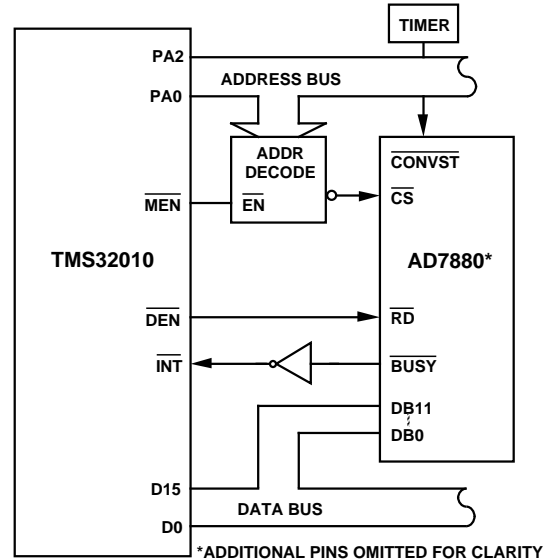 TIMER
PA2
ADDRESS BUS
PA0
ADDR
DECODE
CONVST
MEN
EN
CS
TMS32010
AD7880*
DEN
RD
INT
BUSY
DB11
DB0
D15
DATA BUS
D0
*ADDITIONAL PINS OMITTED FOR CLARITY